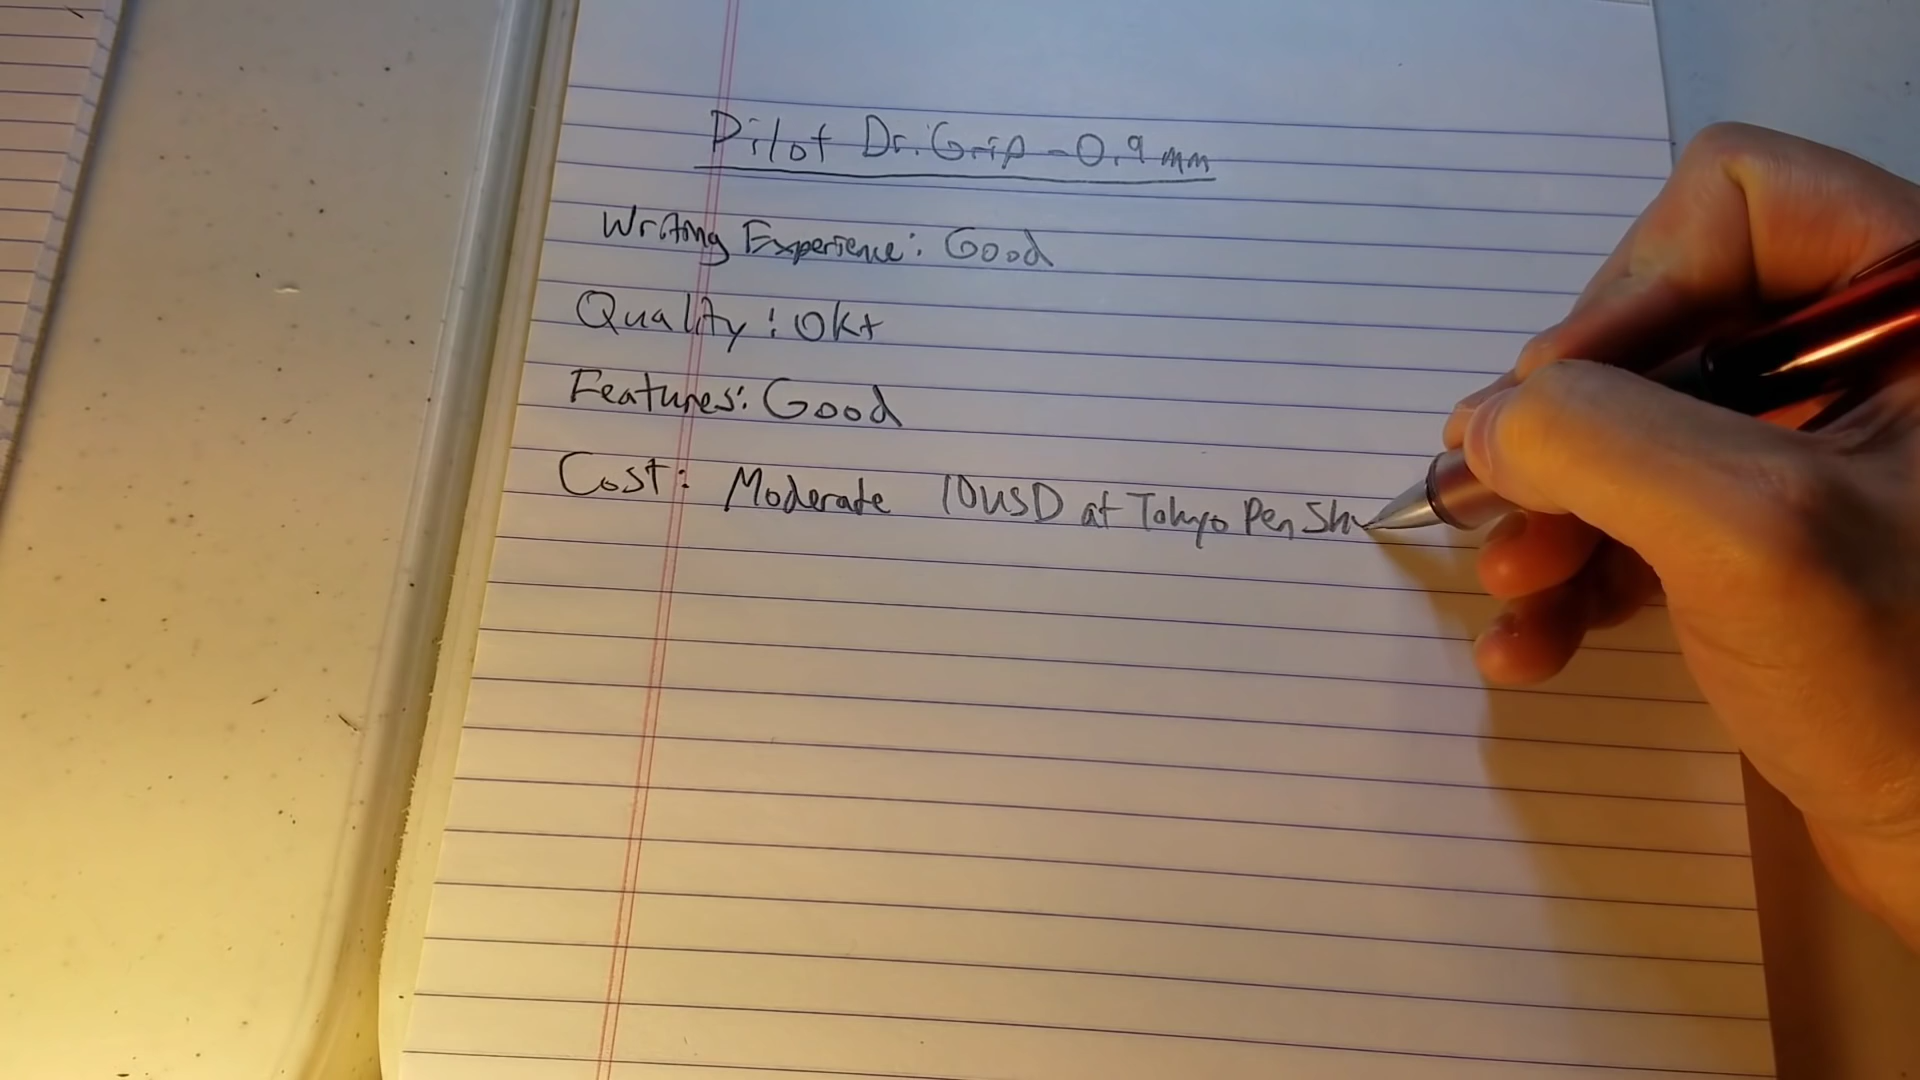 Pilot Dr. Grip - 0.9 mm
Writing Experience: Good
Quality: OK+
Features: Good
Cost: Moderate 10USD at Tokyo Pen Sh